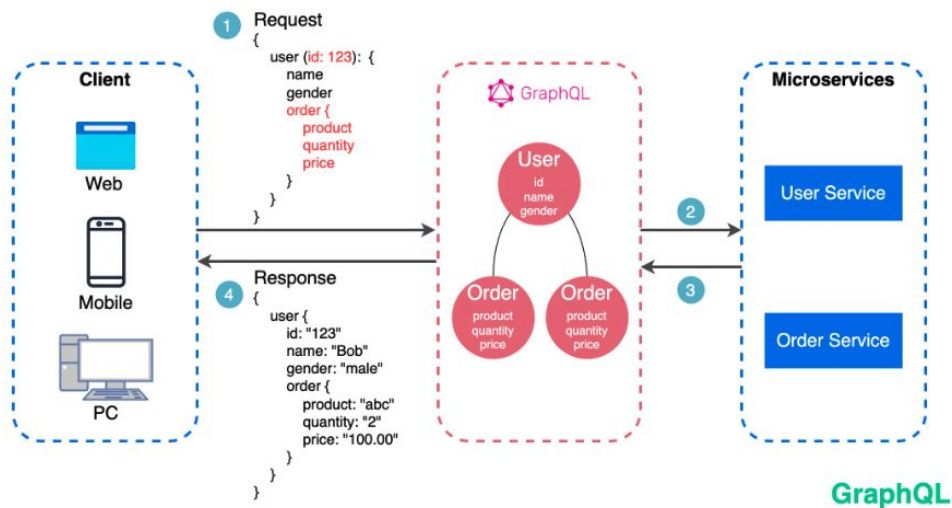 1
Request
{
user (id: 123): {
name
gender
order {
product
quantity
price
}
}
}
Client
Web
Mobile
PC
4
Response
{
user {
id: "123"
name: "Bob"
gender: "male"
order {
product: "abc"
quantity: "2"
price: "100.00"
}
}
}
GraphQL
User
id
name
gender
Order
product
quantity
price
Order
product
quantity
price
2
3
Microservices
User Service
Order Service
GraphQL